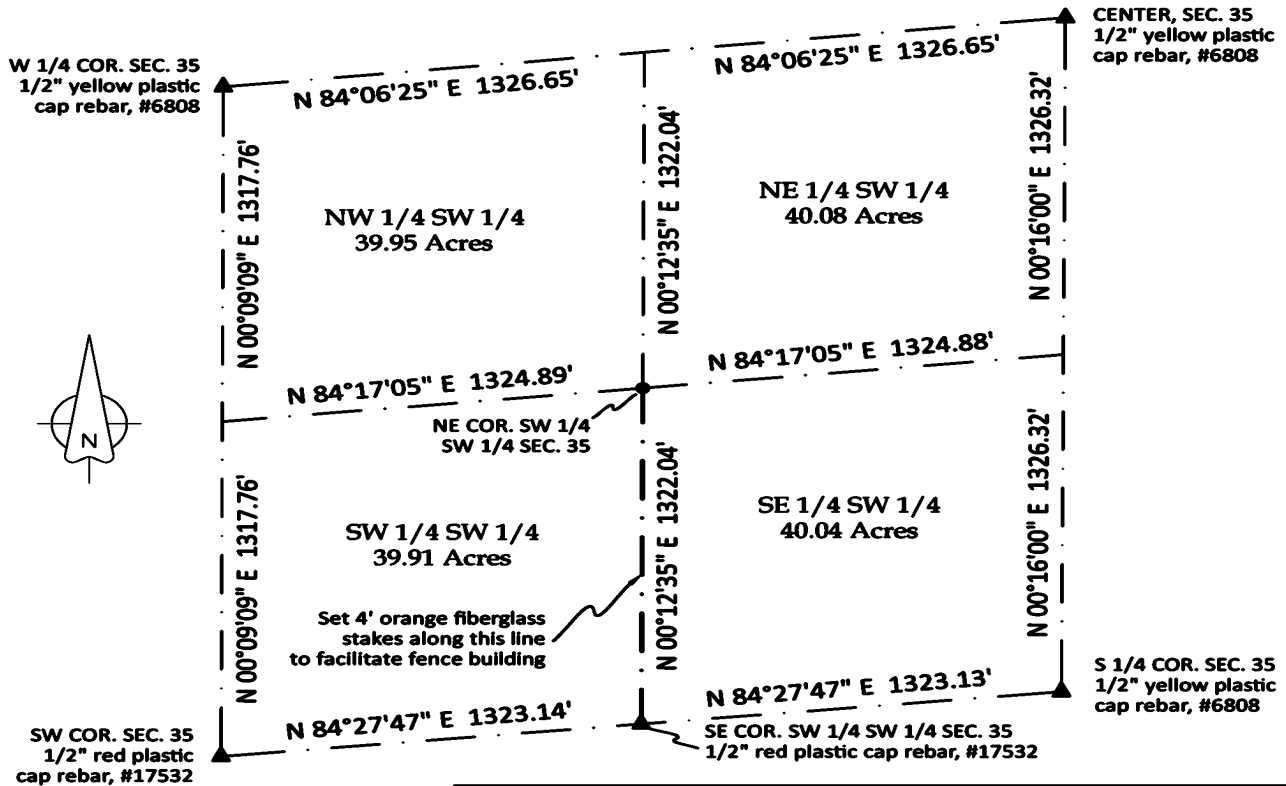 CENTER, SEC. 35
1/2" yellow plastic
cap rebar, #6808
W 1/4 COR. SEC. 35
1/2" yellow plastic
cap rebar, #6808
N 84°06'25" E 1326.65'
N 84°06'25" E 1326.65'
N 00°09'09" E 1317.76'
NW 1/4 SW 1/4
39.95 Acres
N 00°12'35" E 1322.04'
NE 1/4 SW 1/4
40.08 Acres
N 00°16'00" E 1326.32'
N 84°17'05" E 1324.89'
N 84°17'05" E 1324.88'
N
NE COR. SW 1/4
SW 1/4 SEC. 35
N 00°09'09" E 1317.76'
SW 1/4 SW 1/4
39.91 Acres
N 00°12'35" E 1322.04'
SE 1/4 SW 1/4
40.04 Acres
N 00°16'00" E 1326.32'
Set 4' orange fiberglass
stakes along this line
to facilitate fence building
N 84°27'47" E 1323.14'
N 84°27'47" E 1323.13'
S 1/4 COR. SEC. 35
1/2" yellow plastic
cap rebar, #6808
SW COR. SEC. 35
1/2" red plastic
cap rebar, #17532
SE COR. SW 1/4 SW 1/4 SEC. 35
1/2" red plastic cap rebar, #17532